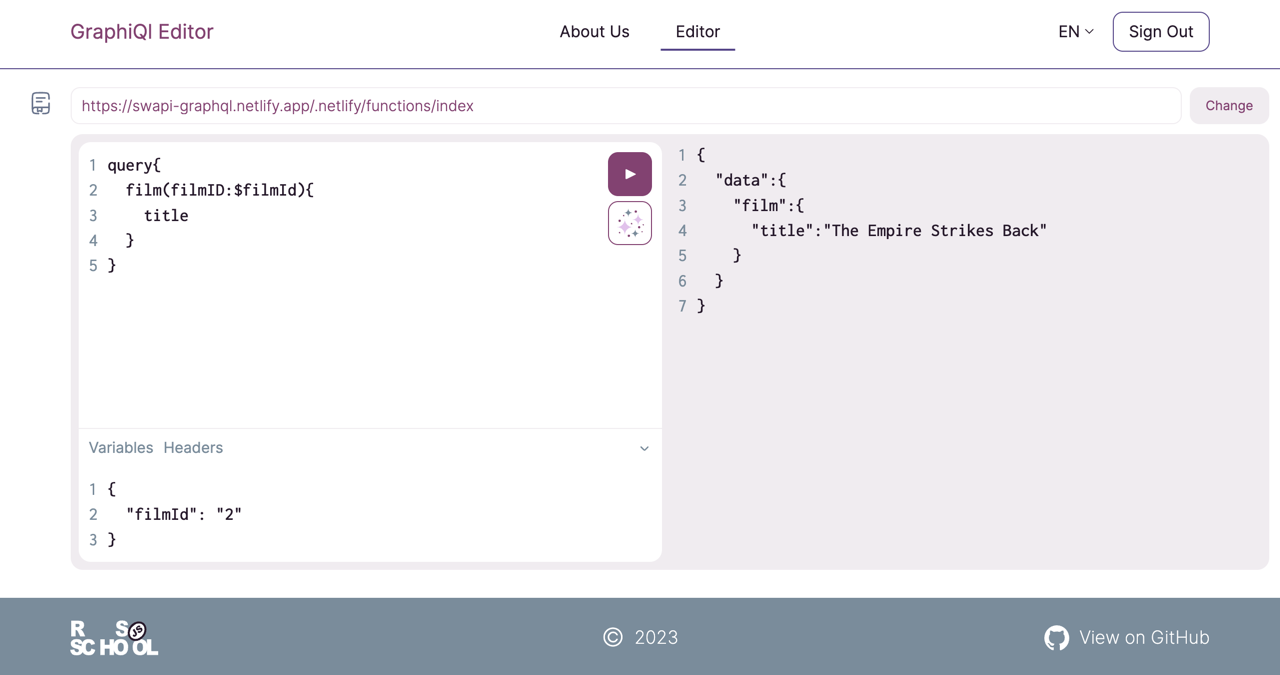 GraphiQl Editor
About Us
Editor
EN
Sign Out
https://swapi-graphql.netlify.app/.netlify/functions/index
Change
1 query{
2   film(filmID:$filmId){
3     title
4   }
5 }
Variables Headers
1 {
2   "filmId": "2"
3 }
1 {
2   "data":{
3     "film":{
4       "title":"The Empire Strikes Back"
5     }
6   }
7 }
R S JS
SCHOOL
© 2023
View on GitHub